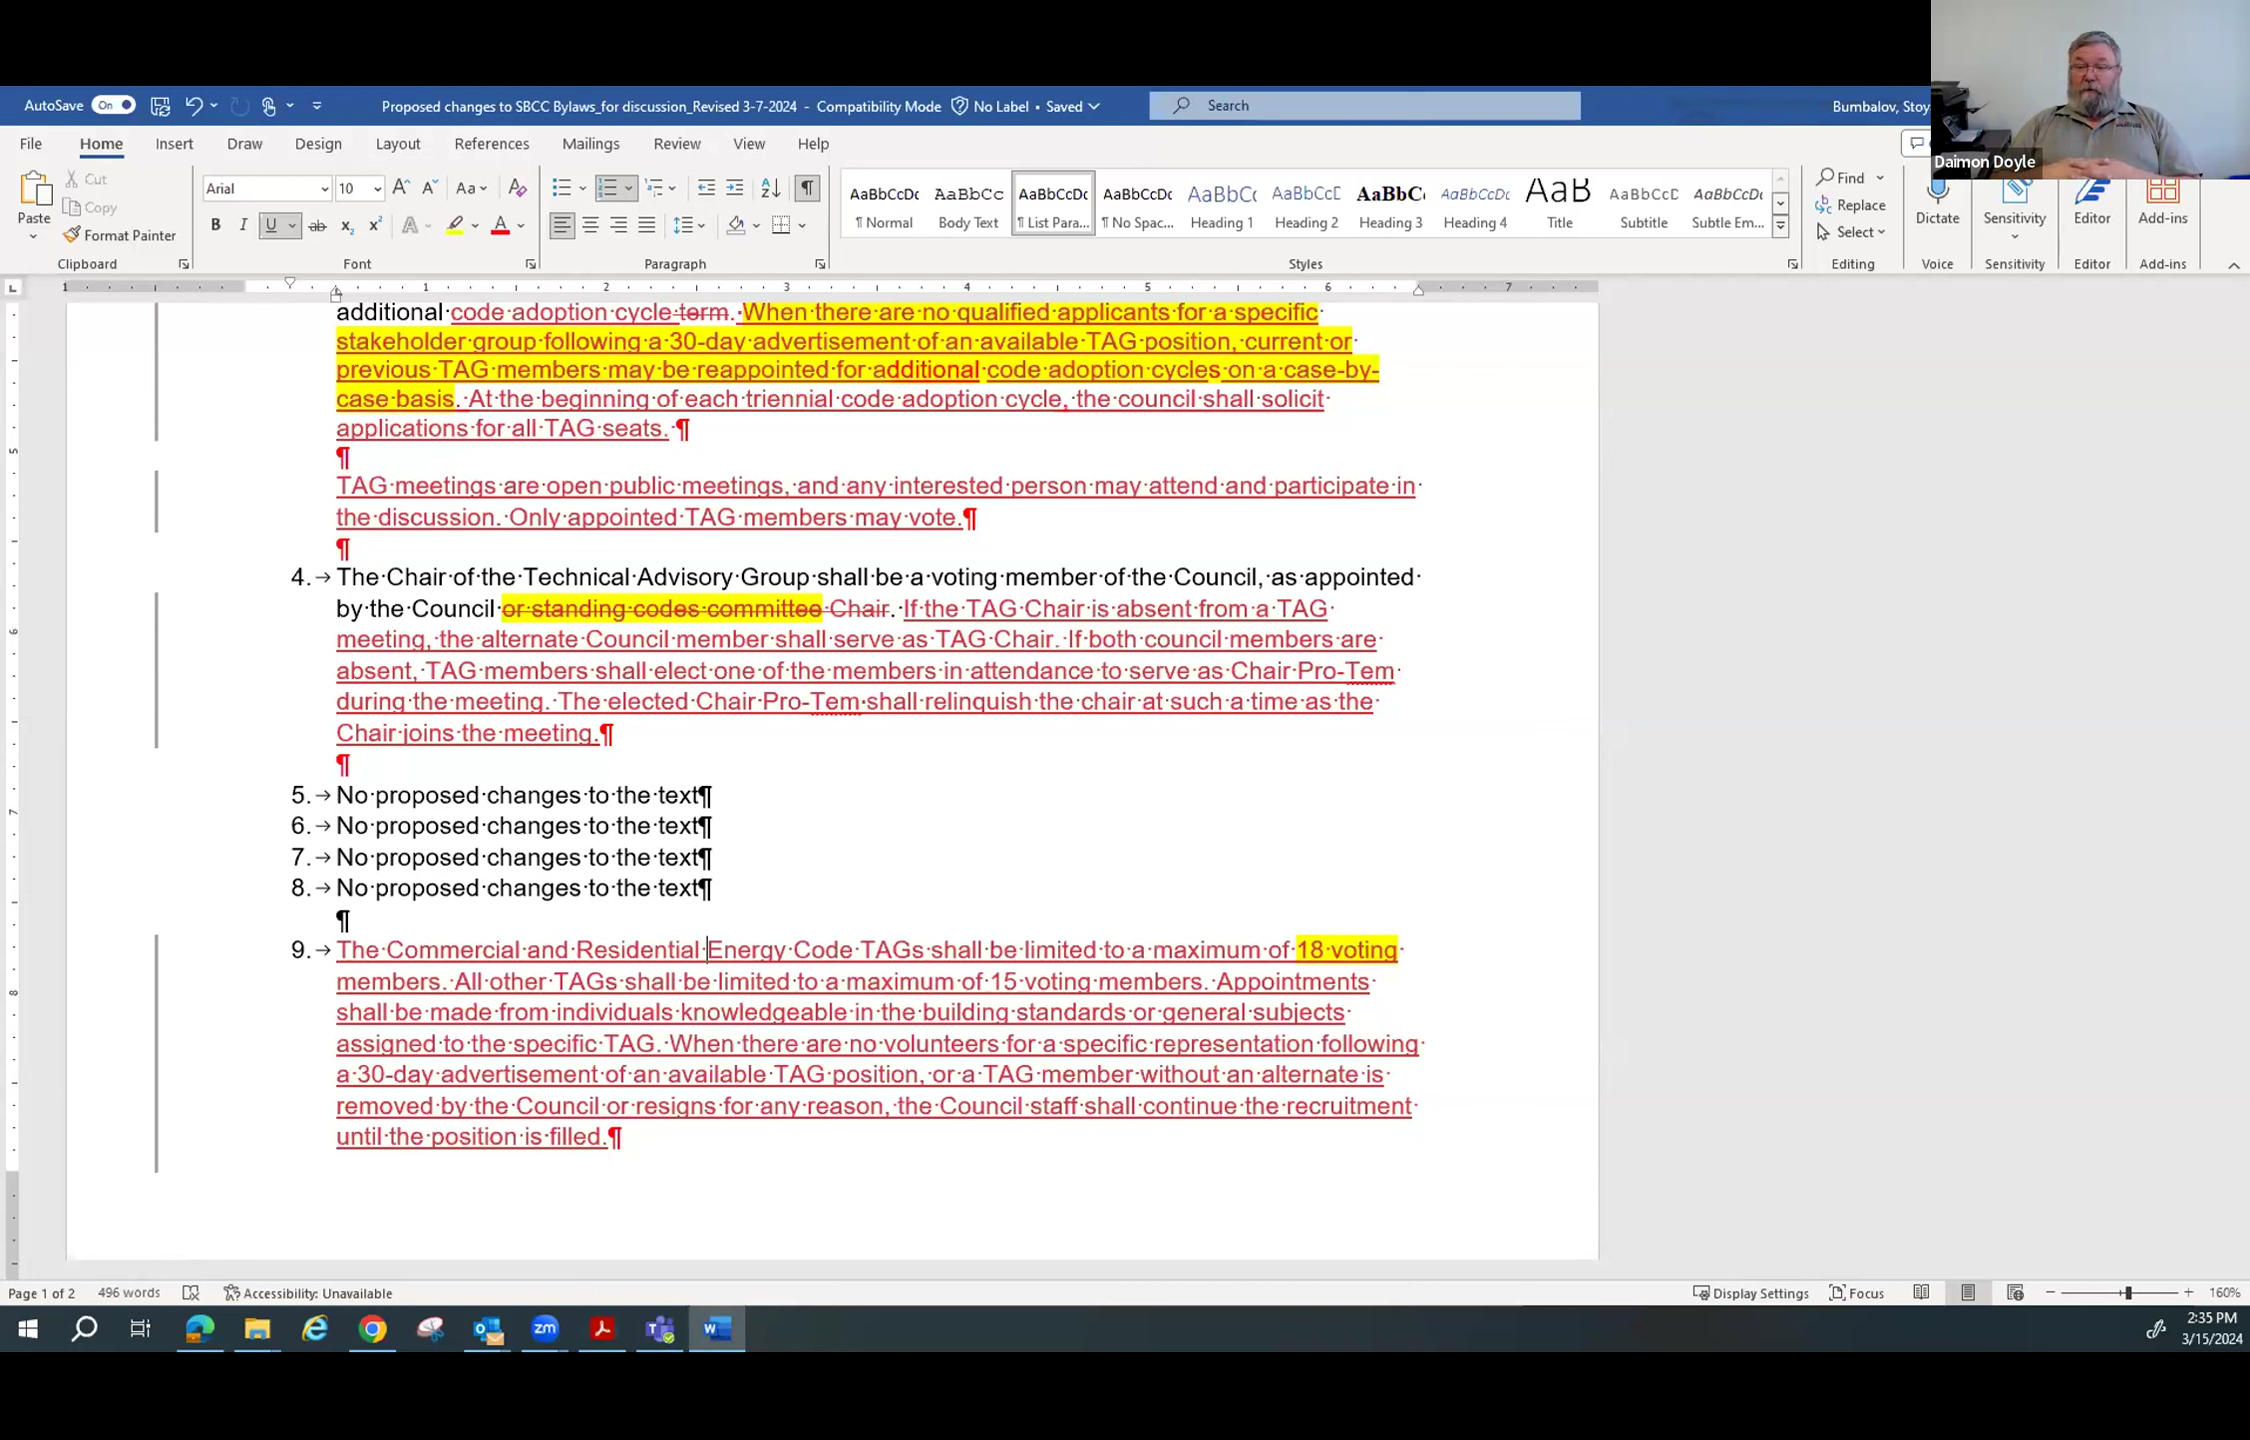 Daimon Doyle
AutoSave On Proposed changes to SBCC Bylaws_for discussion_Revised 3-7-2024 - Compatibility Mode No Label • Saved Search Bumbalov, Stoy
File Home Insert Draw Design Layout References Mailings Review View Help
Paste Cut Copy Format Painter Clipboard
Arial 10 Font
Paragraph
AaBbCcDc ¶ Normal
AaBbCc Body Text
AaBbCcDc ¶ List Para...
AaBbCcDc ¶ No Spac...
AaBbCc Heading 1
AaBbCcD Heading 2
AaBbC Heading 3
AaBbCcDc Heading 4
AaB Title
AaBbCcD Subtitle
AaBbCcDc Subtle Em...
Styles
Find Replace Select Editing
Dictate Voice
Sensitivity Sensitivity
Editor Editor
Add-ins Add-ins
1 1 2 3 4 5 6 7
additional code adoption cycle term. When there are no qualified applicants for a specific
stakeholder group following a 30-day advertisement of an available TAG position, current or
previous TAG members may be reappointed for additional code adoption cycles on a case-by-
case basis. At the beginning of each triennial code adoption cycle, the council shall solicit
applications for all TAG seats. ¶
¶
TAG meetings are open public meetings, and any interested person may attend and participate in
the discussion. Only appointed TAG members may vote.¶
¶
4. The Chair of the Technical Advisory Group shall be a voting member of the Council, as appointed
by the Council or standing codes committee Chair. If the TAG Chair is absent from a TAG
meeting, the alternate Council member shall serve as TAG Chair. If both council members are
absent, TAG members shall elect one of the members in attendance to serve as Chair Pro-Tem
during the meeting. The elected Chair Pro-Tem shall relinquish the chair at such a time as the
Chair joins the meeting.¶
¶
5. No proposed changes to the text¶
6. No proposed changes to the text¶
7. No proposed changes to the text¶
8. No proposed changes to the text¶
¶
9. The Commercial and Residential Energy Code TAGs shall be limited to a maximum of 18 voting
members. All other TAGs shall be limited to a maximum of 15 voting members. Appointments
shall be made from individuals knowledgeable in the building standards or general subjects
assigned to the specific TAG. When there are no volunteers for a specific representation following
a 30-day advertisement of an available TAG position, or a TAG member without an alternate is
removed by the Council or resigns for any reason, the Council staff shall continue the recruitment
until the position is filled.¶
5
6
7
8
Page 1 of 2 496 words Accessibility: Unavailable Display Settings Focus 160%
2:35 PM
3/15/2024